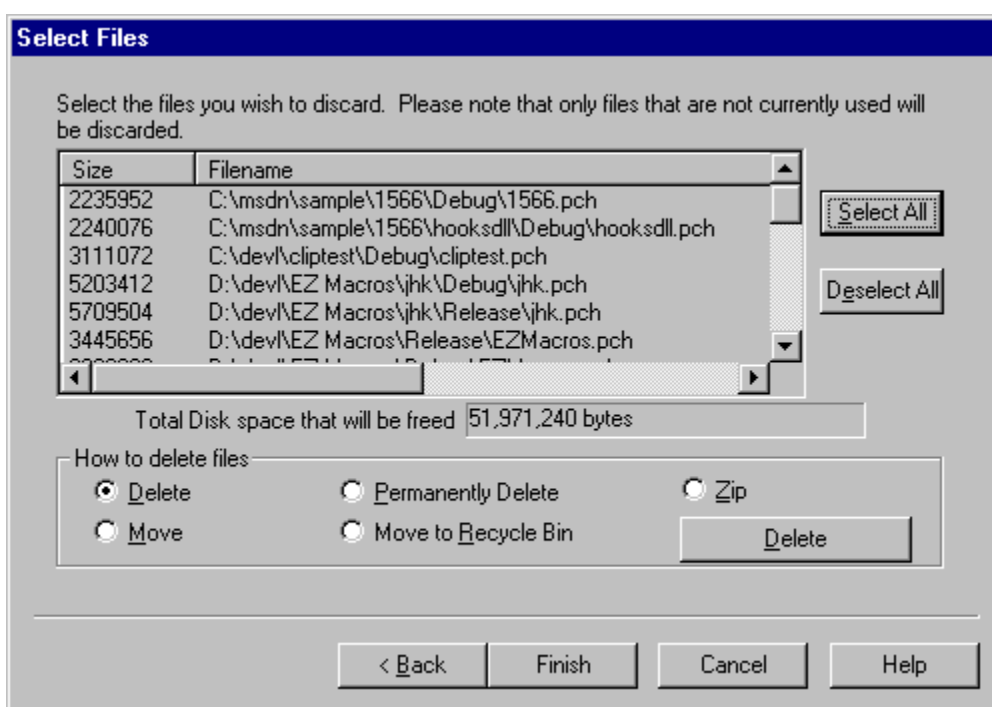 Select Files
Select the files you wish to discard.  Please note that only files that are not currently used will
be discarded.
Size Filename
2235952 C:\msdn\sample\1566\Debug\1566.pch
2240076 C:\msdn\sample\1566\hooksdll\Debug\hooksdll.pch
3111072 C:\devl\cliptest\Debug\cliptest.pch
5203412 D:\devl\EZ Macros\jhk\Debug\jhk.pch
5709504 D:\devl\EZ Macros\jhk\Release\jhk.pch
3445656 D:\devl\EZ Macros\Release\EZMacros.pch
Select All
Deselect All
Total Disk space that will be freed 51,971,240 bytes
How to delete files
Delete Permanently Delete Zip
Move Move to Recycle Bin Delete
< Back Finish Cancel Help